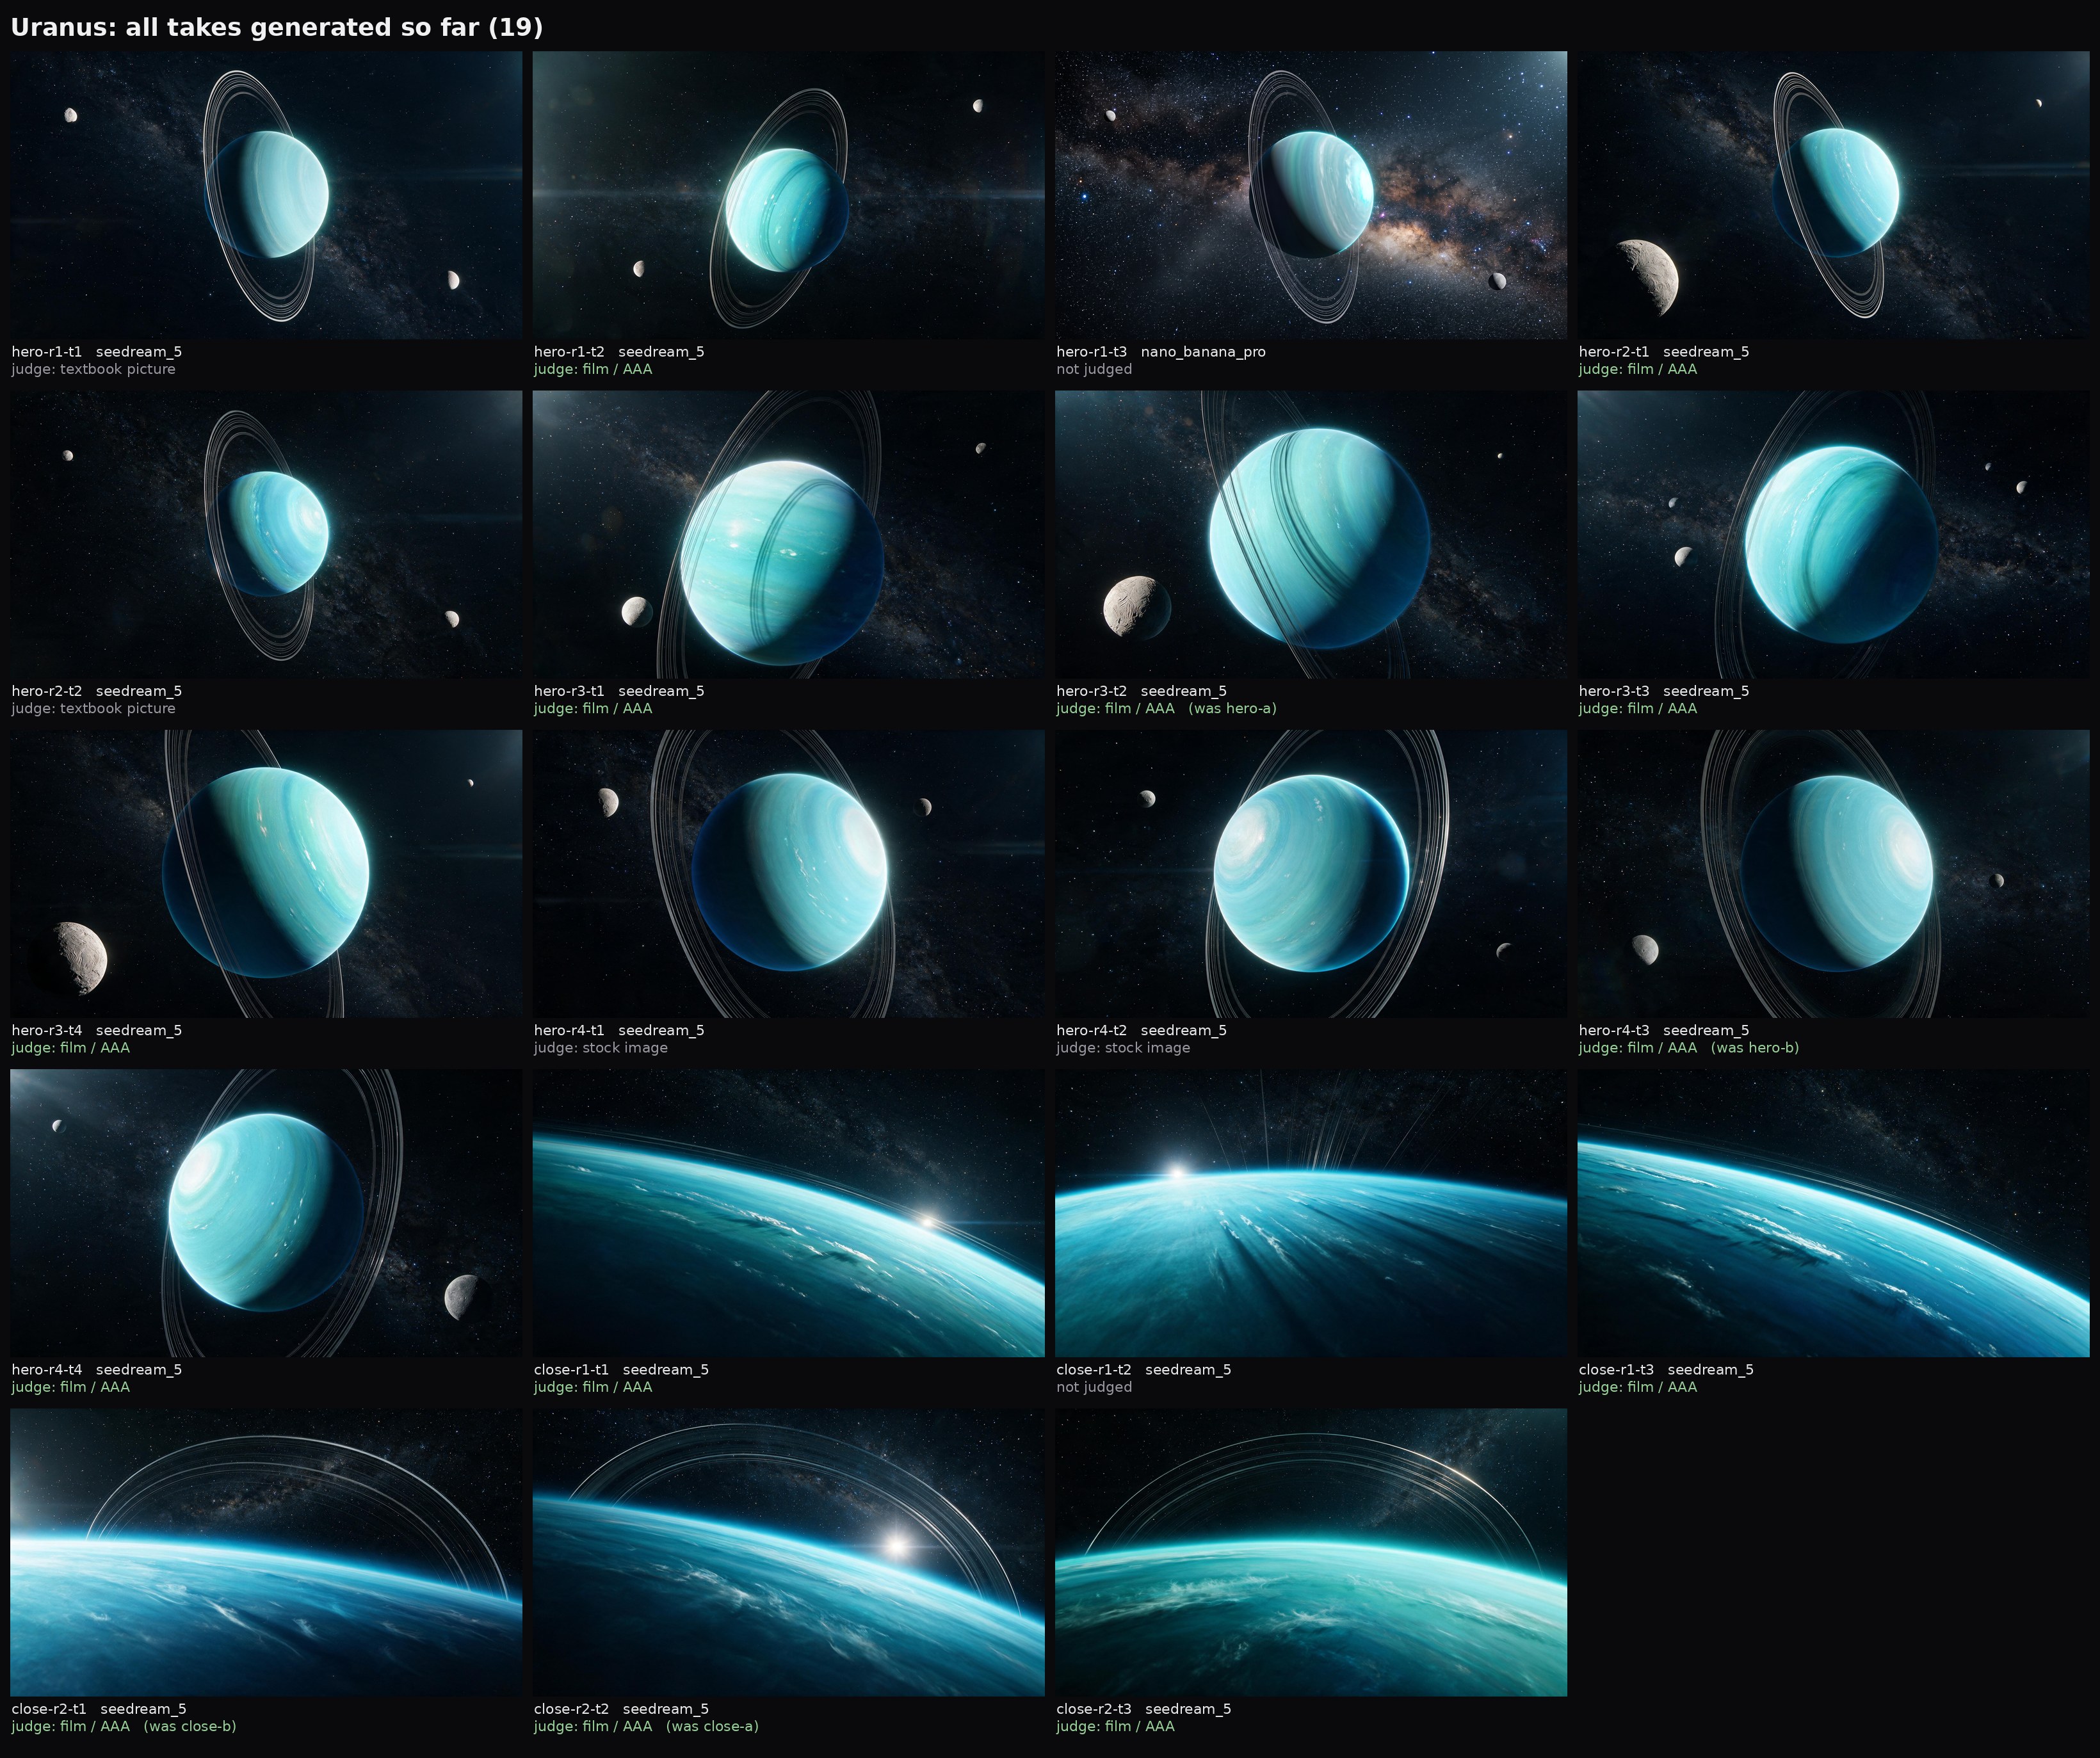 Uranus: all takes generated so far (19)
hero-r1-t1 seedream_5
judge: textbook picture
hero-r1-t2 seedream_5
judge: film / AAA
hero-r1-t3 nano_banana_pro
not judged
hero-r2-t1 seedream_5
judge: film / AAA
hero-r2-t2 seedream_5
judge: textbook picture
hero-r3-t1 seedream_5
judge: film / AAA
hero-r3-t2 seedream_5
judge: film / AAA (was hero-a)
hero-r3-t3 seedream_5
judge: film / AAA
hero-r3-t4 seedream_5
judge: film / AAA
hero-r4-t1 seedream_5
judge: stock image
hero-r4-t2 seedream_5
judge: stock image
hero-r4-t3 seedream_5
judge: film / AAA (was hero-b)
hero-r4-t4 seedream_5
judge: film / AAA
close-r1-t1 seedream_5
judge: film / AAA
close-r1-t2 seedream_5
not judged
close-r1-t3 seedream_5
judge: film / AAA
close-r2-t1 seedream_5
judge: film / AAA (was close-b)
close-r2-t2 seedream_5
judge: film / AAA (was close-a)
close-r2-t3 seedream_5
judge: film / AAA